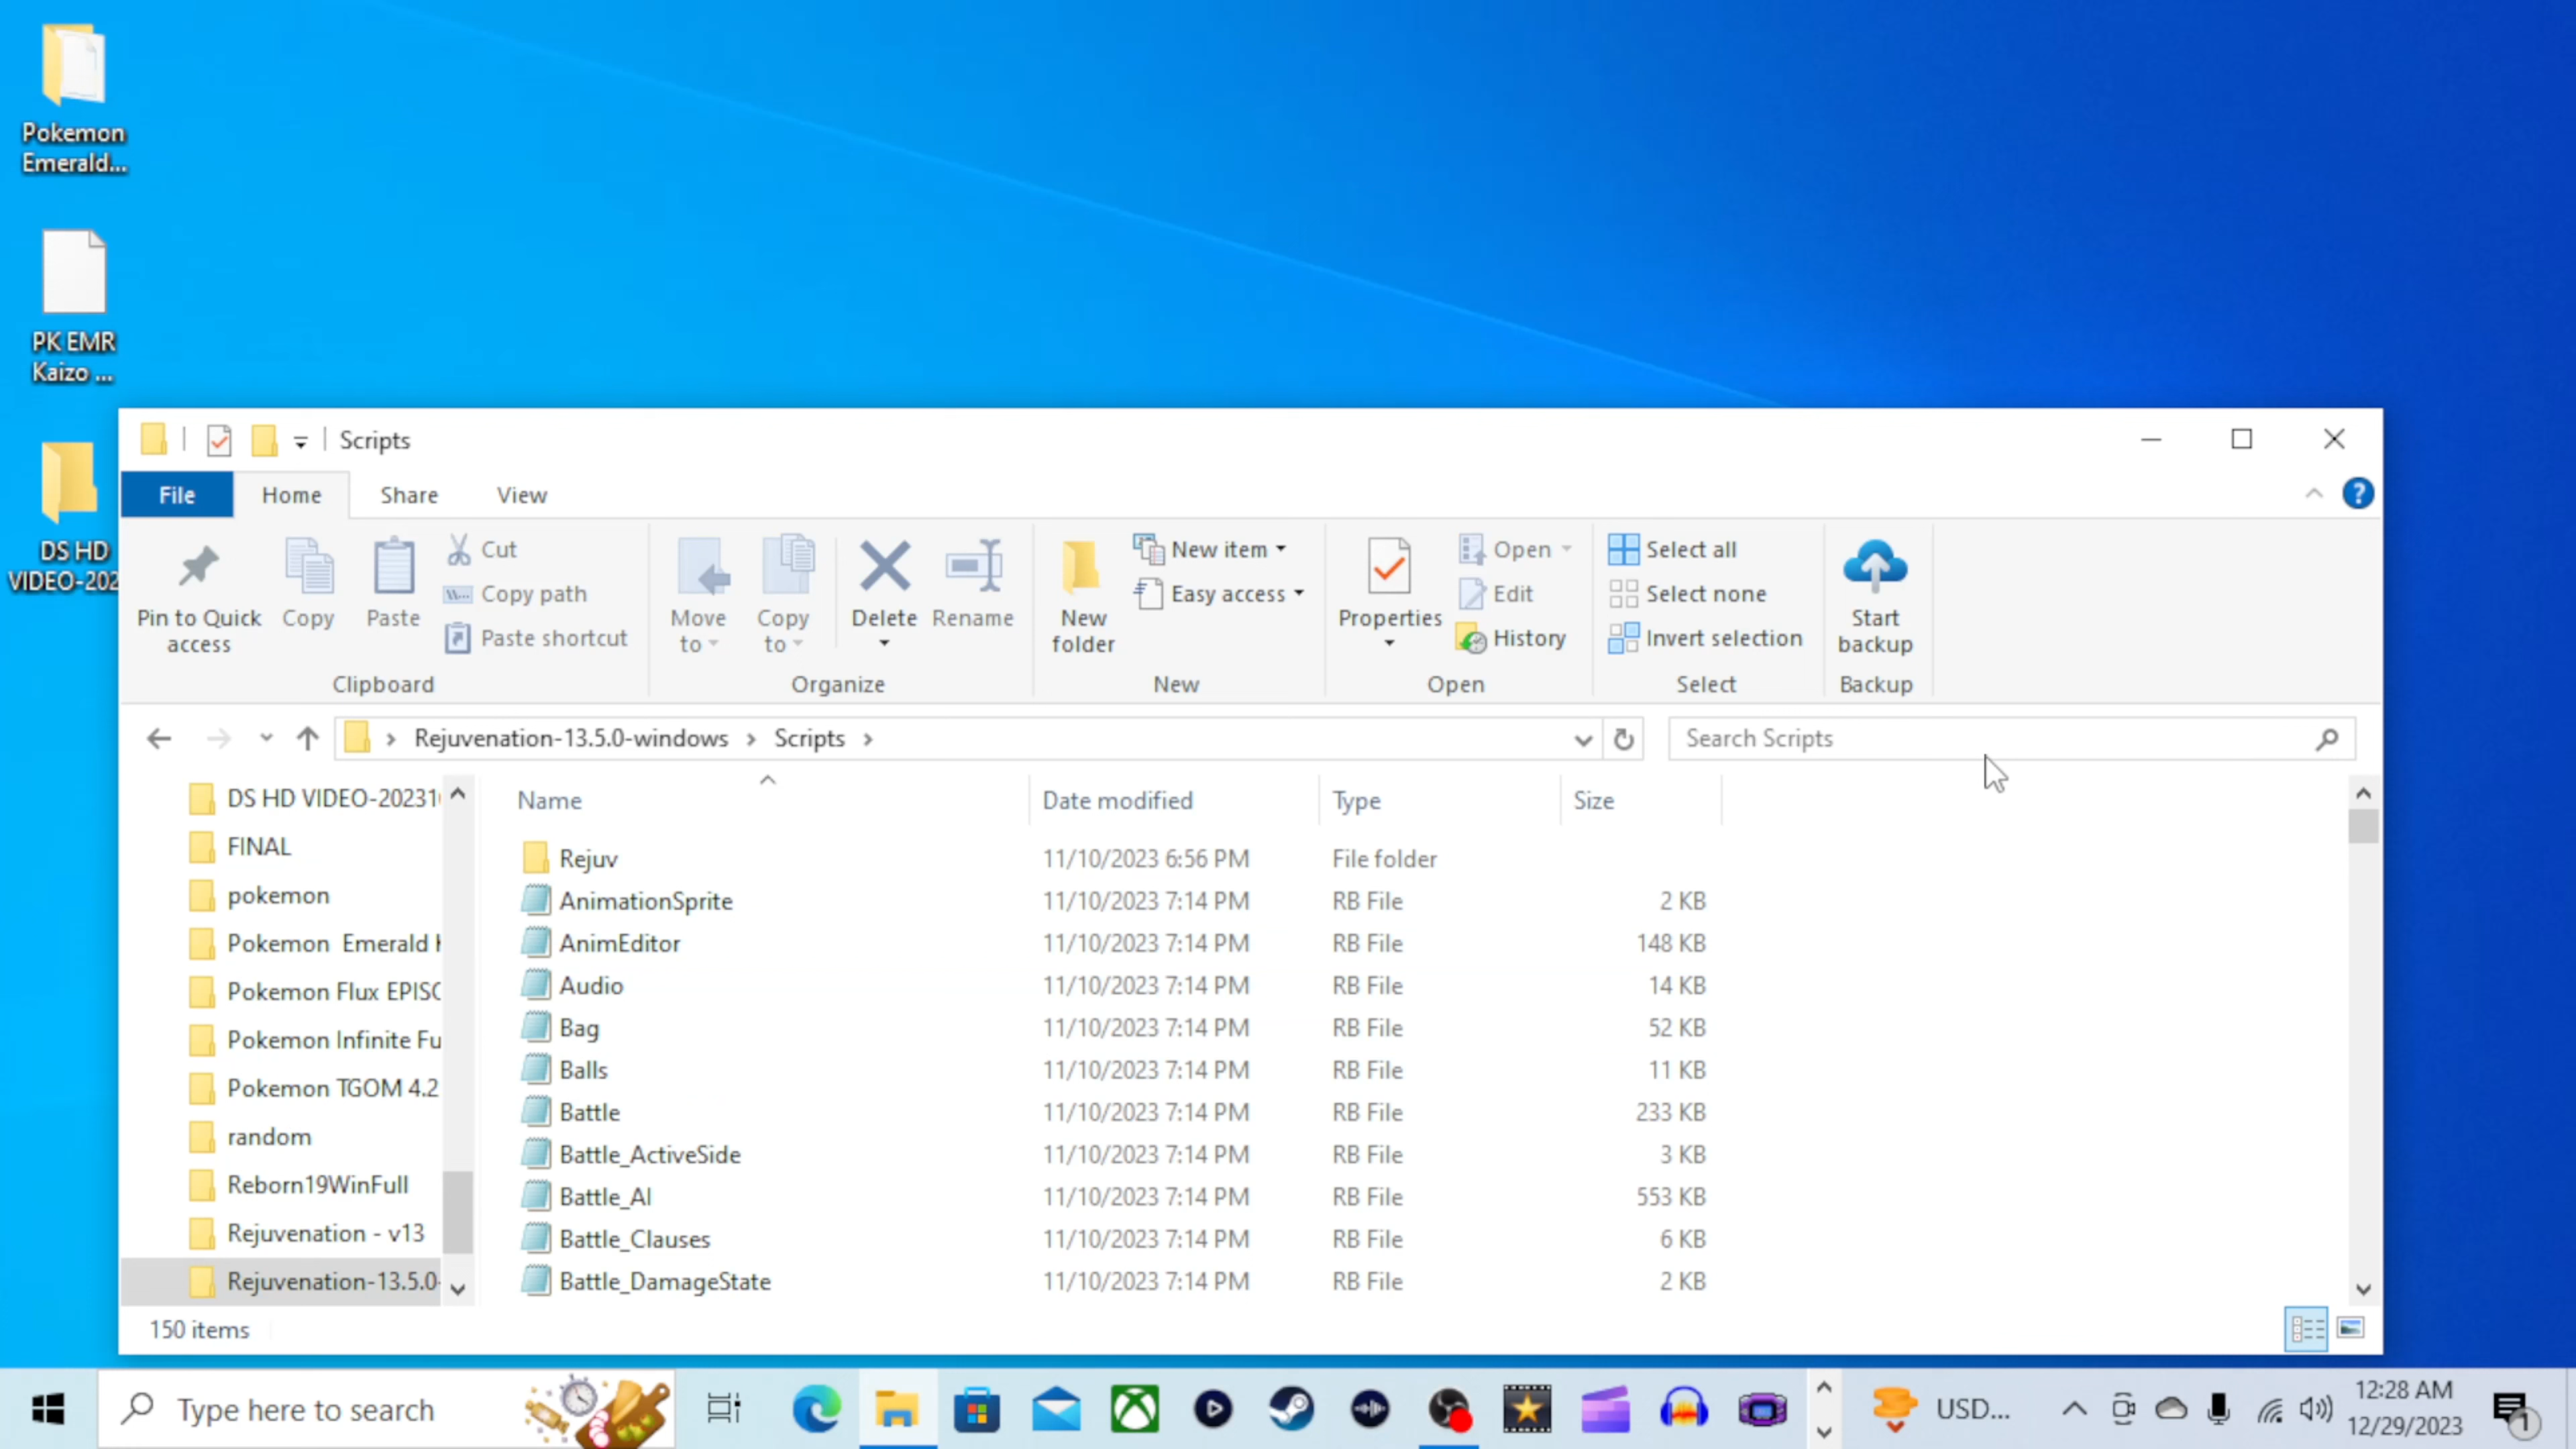 Pokemon
Emerald...
PK EMR
Kaizo ...
DS HD
VIDEO-202
Scripts
File Home Share View
Pin to Quick
access
Copy
Paste
Cut
Copy path
Paste shortcut
Clipboard
Move
to
Copy
to
Delete
Rename
Organize
New
folder
New item
Easy access
New
Properties
Open
Edit
History
Open
Select all
Select none
Invert selection
Select
Start
backup
Backup
Rejuvenation-13.5.0-windows > Scripts >
Search Scripts
DS HD VIDEO-20231
FINAL
pokemon
Pokemon Emerald
Pokemon Flux EPISC
Pokemon Infinite Fu
Pokemon TGOM 4.2
random
Reborn19WinFull
Rejuvenation - v13
Rejuvenation-13.5.0-
Name Date modified Type Size
Rejuv 11/10/2023 6:56 PM File folder
AnimationSprite 11/10/2023 7:14 PM RB File 2 KB
AnimEditor 11/10/2023 7:14 PM RB File 148 KB
Audio 11/10/2023 7:14 PM RB File 14 KB
Bag 11/10/2023 7:14 PM RB File 52 KB
Balls 11/10/2023 7:14 PM RB File 11 KB
Battle 11/10/2023 7:14 PM RB File 233 KB
Battle_ActiveSide 11/10/2023 7:14 PM RB File 3 KB
Battle_AI 11/10/2023 7:14 PM RB File 553 KB
Battle_Clauses 11/10/2023 7:14 PM RB File 6 KB
Battle_DamageState 11/10/2023 7:14 PM RB File 2 KB
150 items
Type here to search
USD...
12:28 AM
12/29/2023
1